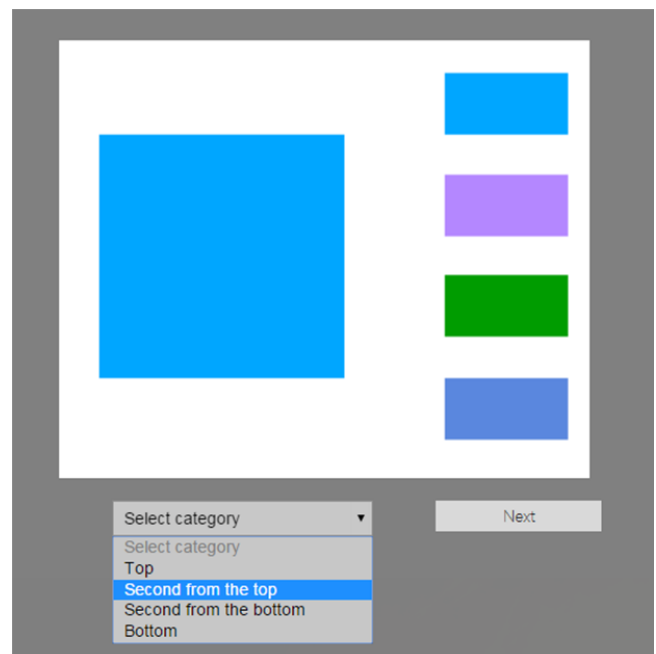 Select category
Next
Select category
Top
Second from the top
Second from the bottom
Bottom